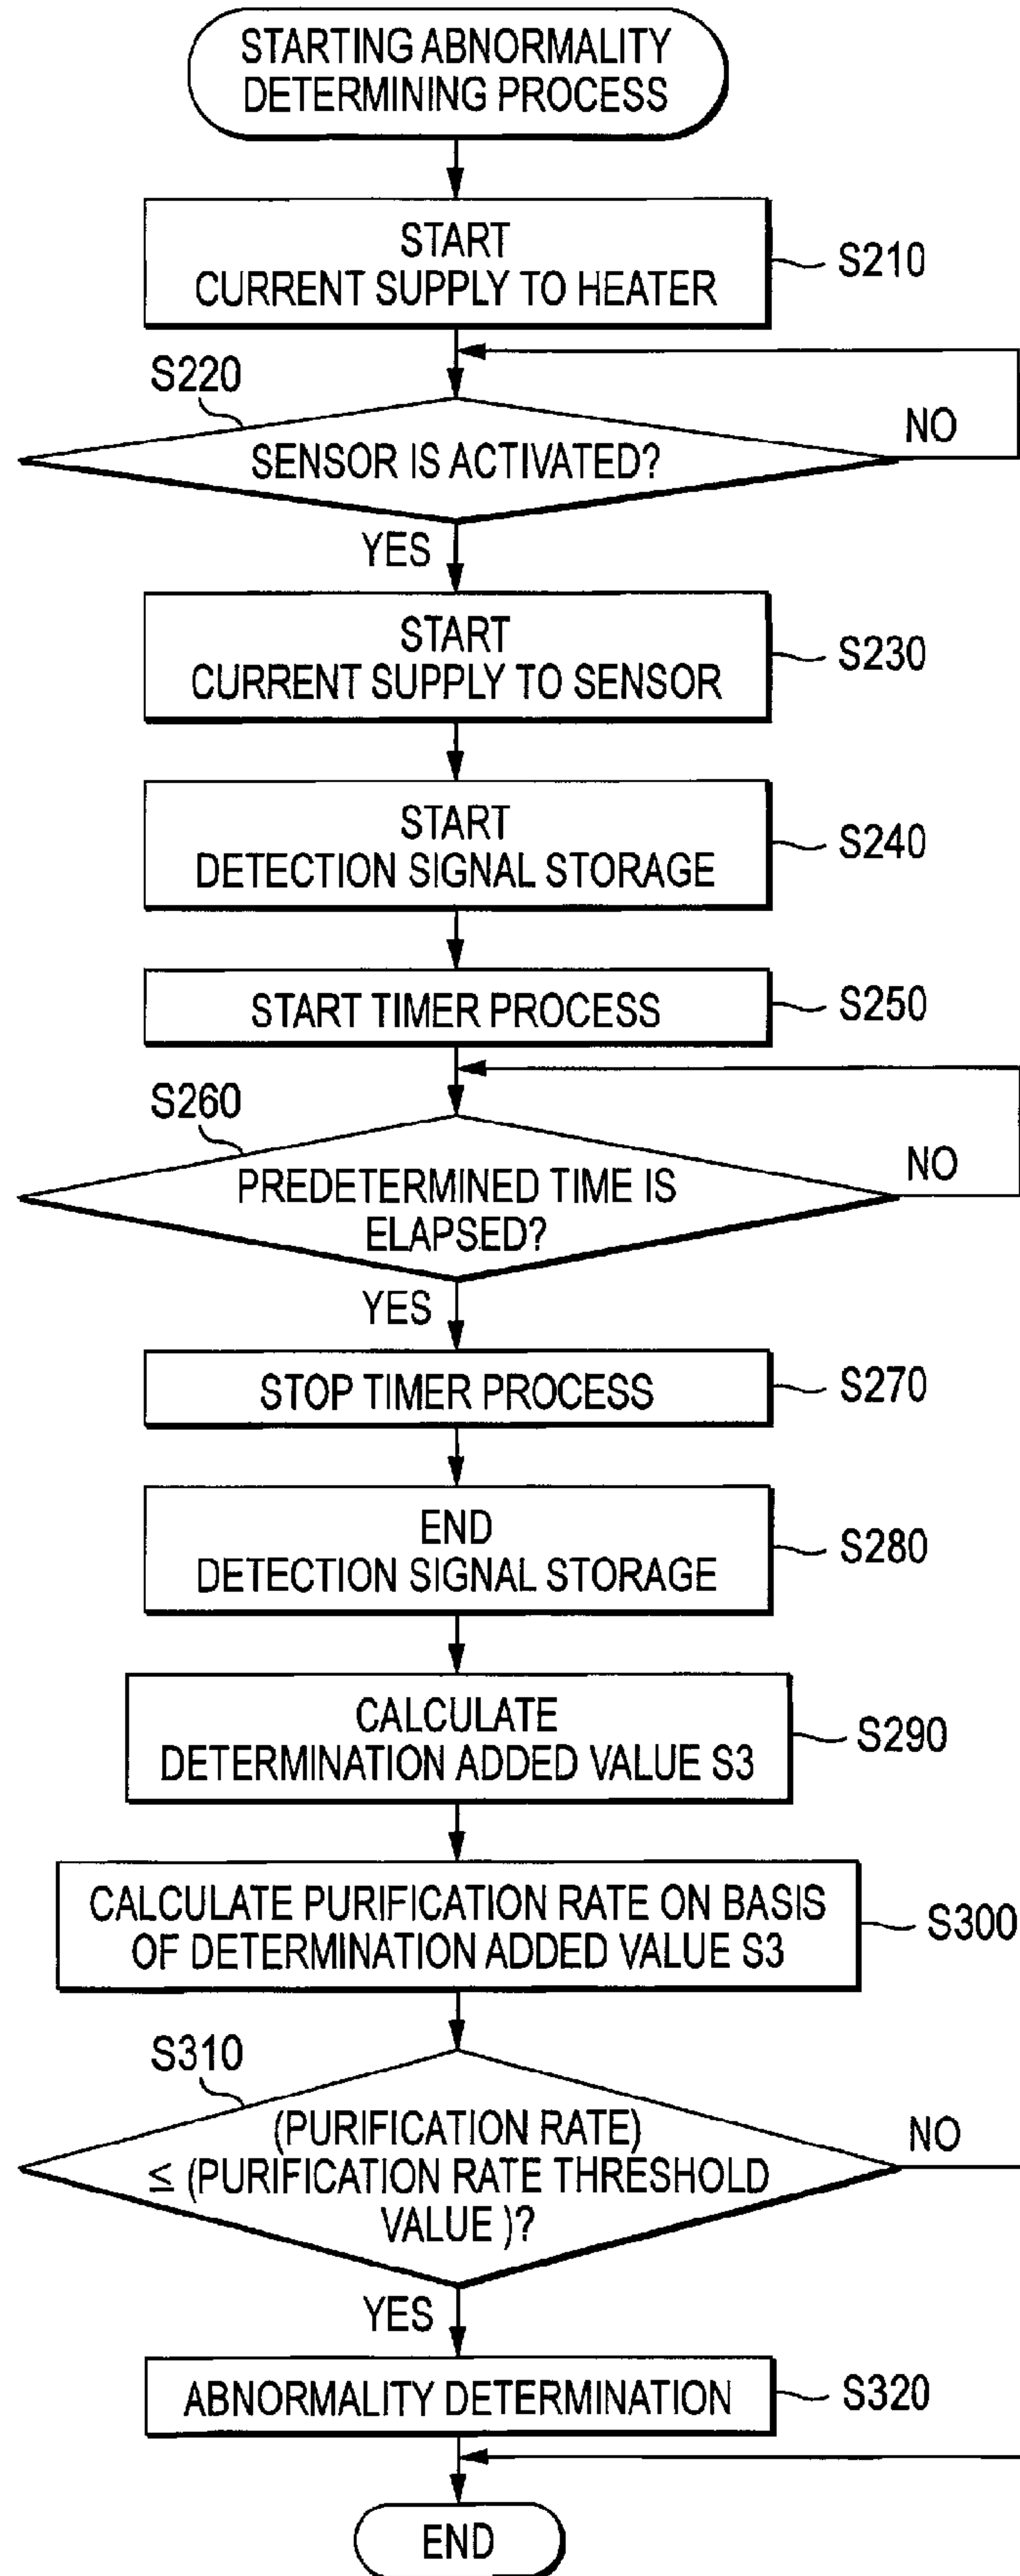 STARTING ABNORMALITY
DETERMINING PROCESS
START
CURRENT SUPPLY TO HEATER
S210
S220
SENSOR IS ACTIVATED?
NO
YES
START
CURRENT SUPPLY TO SENSOR
S230
START
DETECTION SIGNAL STORAGE
S240
START TIMER PROCESS
S250
S260
PREDETERMINED TIME IS
ELAPSED?
NO
YES
STOP TIMER PROCESS
S270
END
DETECTION SIGNAL STORAGE
S280
CALCULATE
DETERMINATION ADDED VALUE S3
S290
CALCULATE PURIFICATION RATE ON BASIS
OF DETERMINATION ADDED VALUE S3
S300
S310
(PURIFICATION RATE)
≤ (PURIFICATION RATE THRESHOLD
VALUE )?
NO
YES
ABNORMALITY DETERMINATION
S320
END